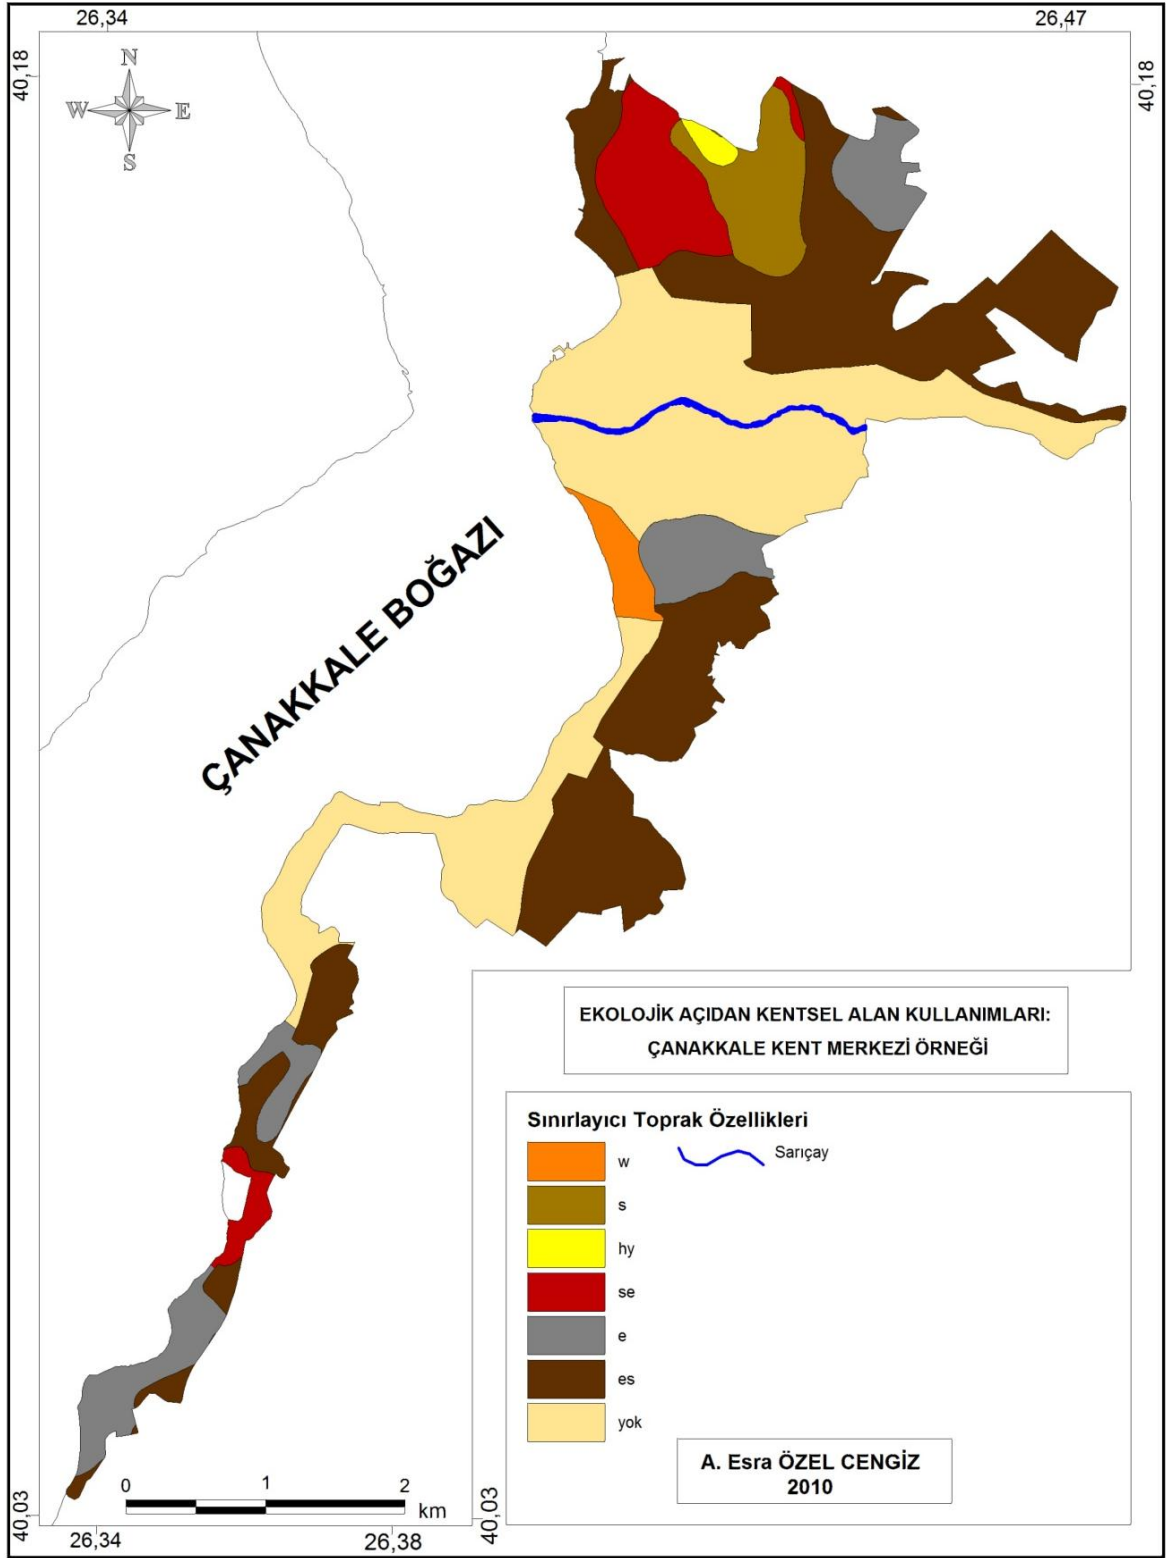 26,34
26,47
40,18
40,18
N
W
E
S
ÇANAKKALE BOĞAZI
EKOLOJİK AÇIDAN KENTSEL ALAN KULLANIMLARI:
ÇANAKKALE KENT MERKEZİ ÖRNEĞİ
Sınırlayıcı Toprak Özellikleri
w
Sarıçay
s
hy
se
e
es
yok
A. Esra ÖZEL CENGİZ
2010
0
1
2
km
40,03
40,03
26,34
26,38